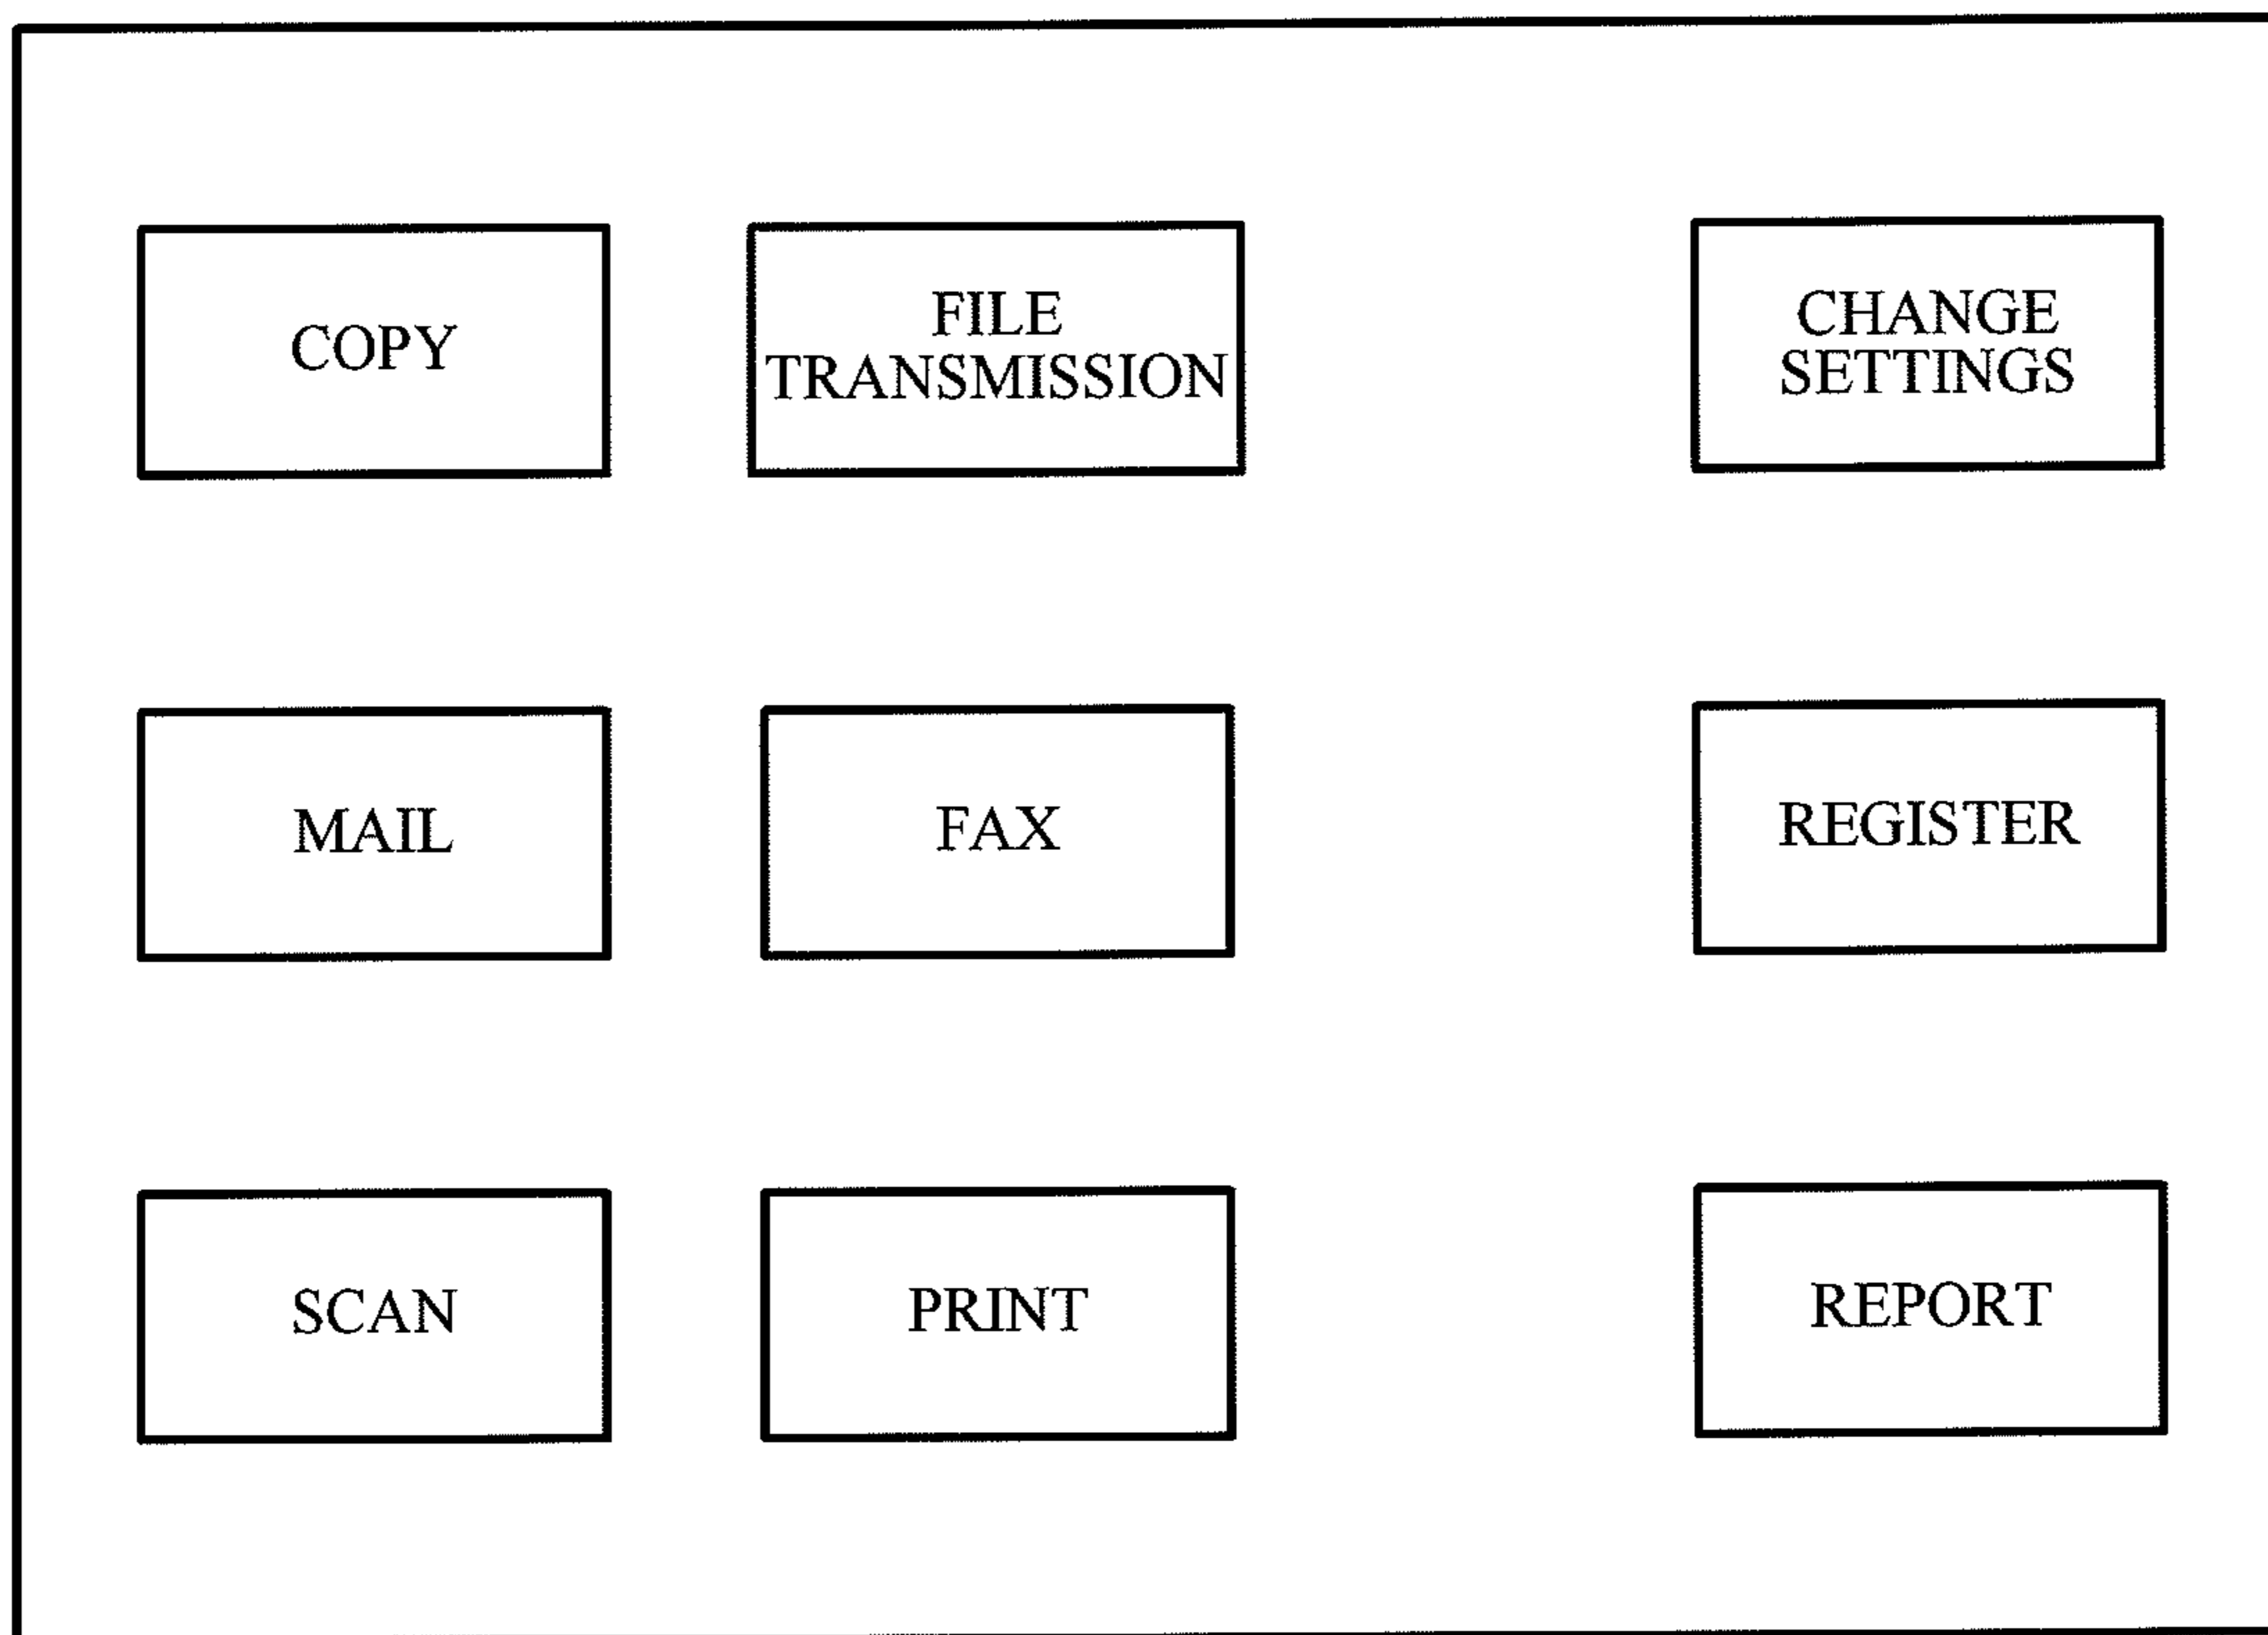 COPY
FILE
TRANSMISSION
CHANGE
SETTINGS
MAIL
FAX
REGISTER
SCAN
PRINT
REPORT